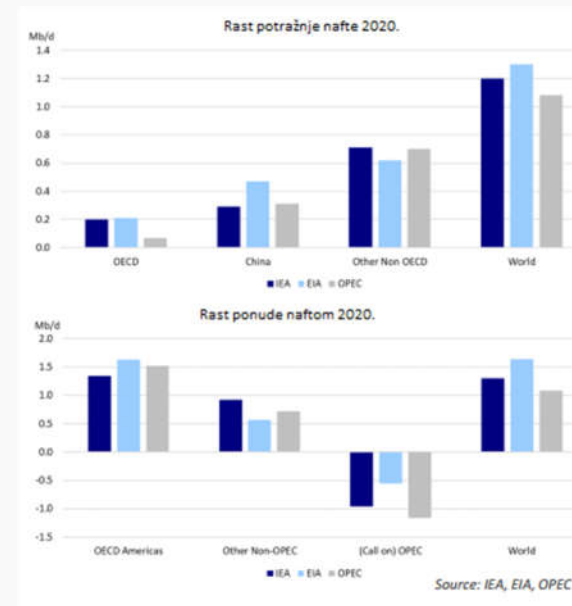 Rast potražnje nafte 2020.
Mb/d
1.4
1.2
1.0
0.8
0.6
0.4
0.2
0.0
OECD China Other Non OECD World
IEA EIA OPEC
Rast ponude naftom 2020.
Mb/d
2.0
1.5
1.0
0.5
0.0
-0.5
-1.0
-1.5
OECD Americas Other Non-OPEC (Call on) OPEC World
IEA EIA OPEC
Source: IEA, EIA, OPEC